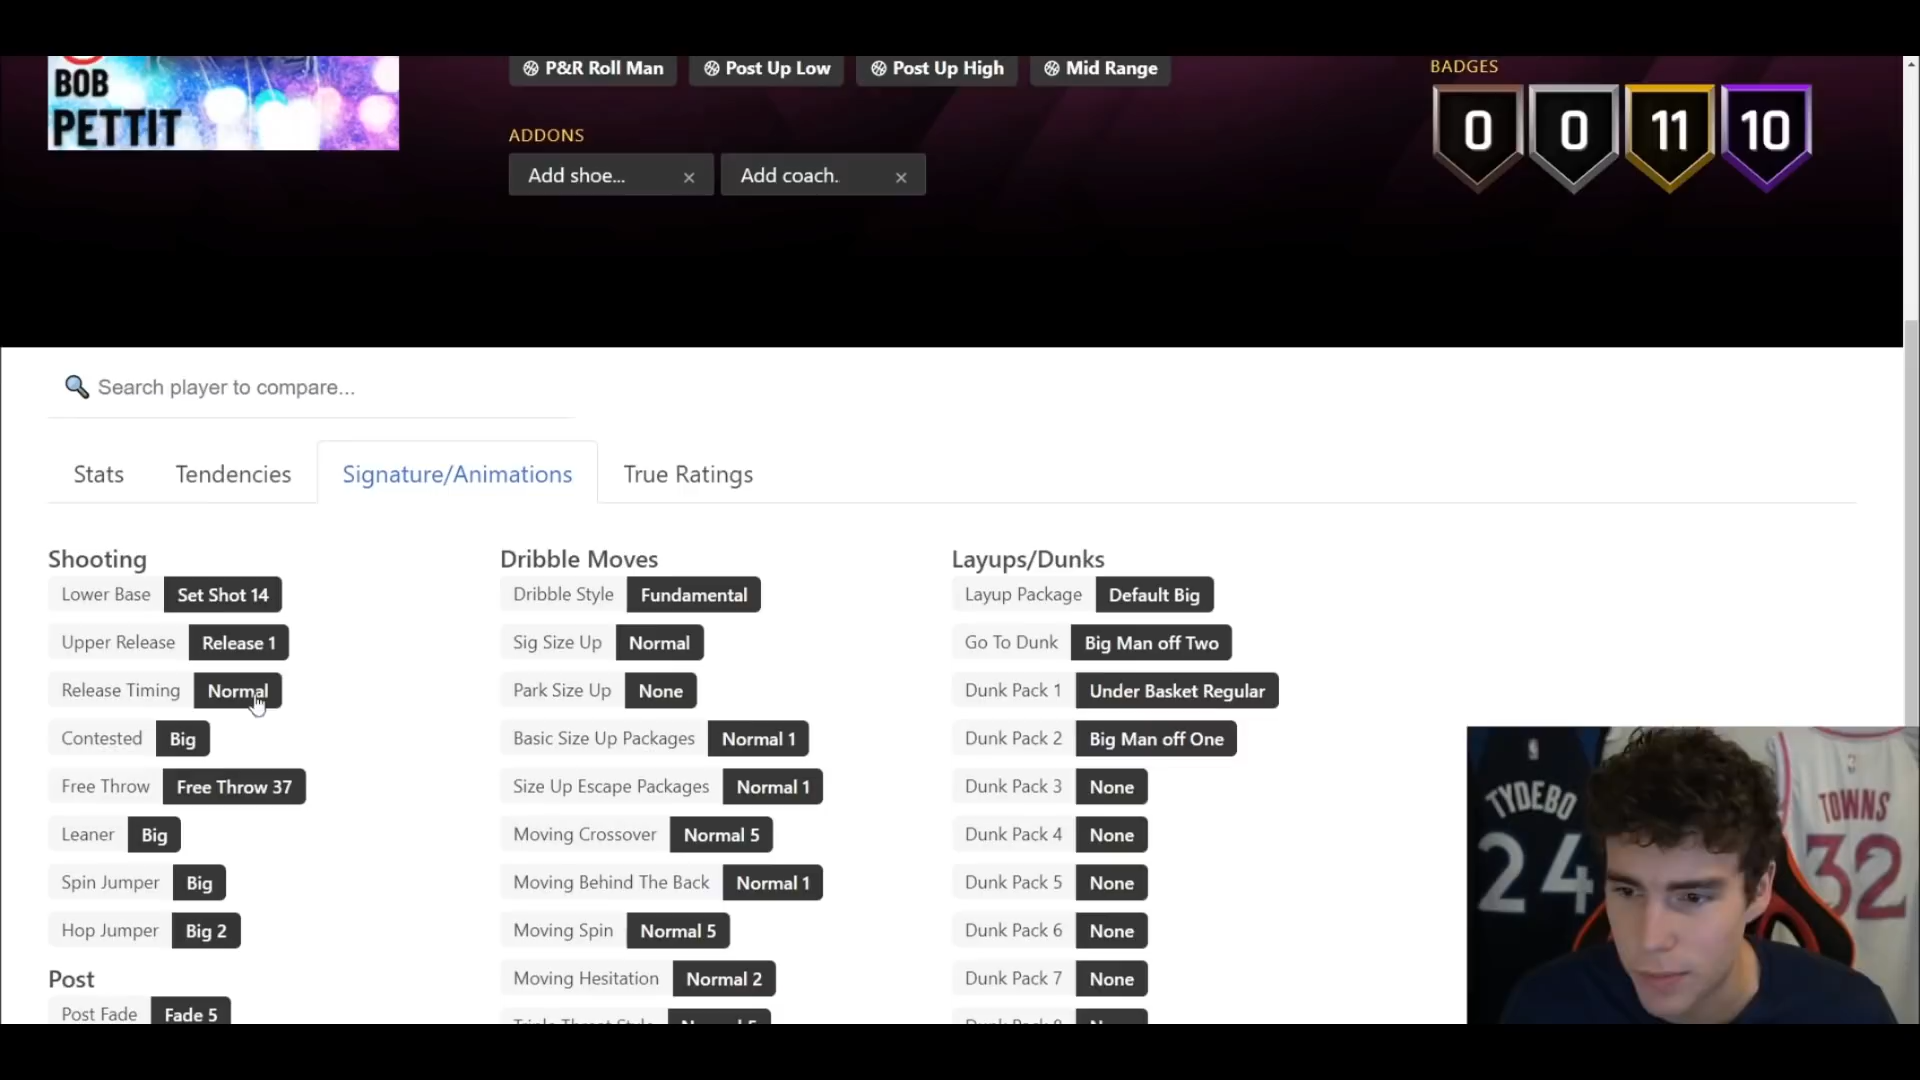 BOB
PETTIT
P&R Roll Man
Post Up Low
Post Up High
Mid Range
ADDONS
Add shoe...
×
Add coach.
×
BADGES
0
0
11
10
Search player to compare...
Stats
Tendencies
Signature/Animations
True Ratings
Shooting
Lower Base Set Shot 14
Upper Release Release 1
Release Timing Normal
Contested Big
Free Throw Free Throw 37
Leaner Big
Spin Jumper Big
Hop Jumper Big 2
Post
Post Fade Fade 5
Dribble Moves
Dribble Style Fundamental
Sig Size Up Normal
Park Size Up None
Basic Size Up Packages Normal 1
Size Up Escape Packages Normal 1
Moving Crossover Normal 5
Moving Behind The Back Normal 1
Moving Spin Normal 5
Moving Hesitation Normal 2
Layups/Dunks
Layup Package Default Big
Go To Dunk Big Man off Two
Dunk Pack 1 Under Basket Regular
Dunk Pack 2 Big Man off One
Dunk Pack 3 None
Dunk Pack 4 None
Dunk Pack 5 None
Dunk Pack 6 None
Dunk Pack 7 None
TYDEBO
24
TOWNS
32